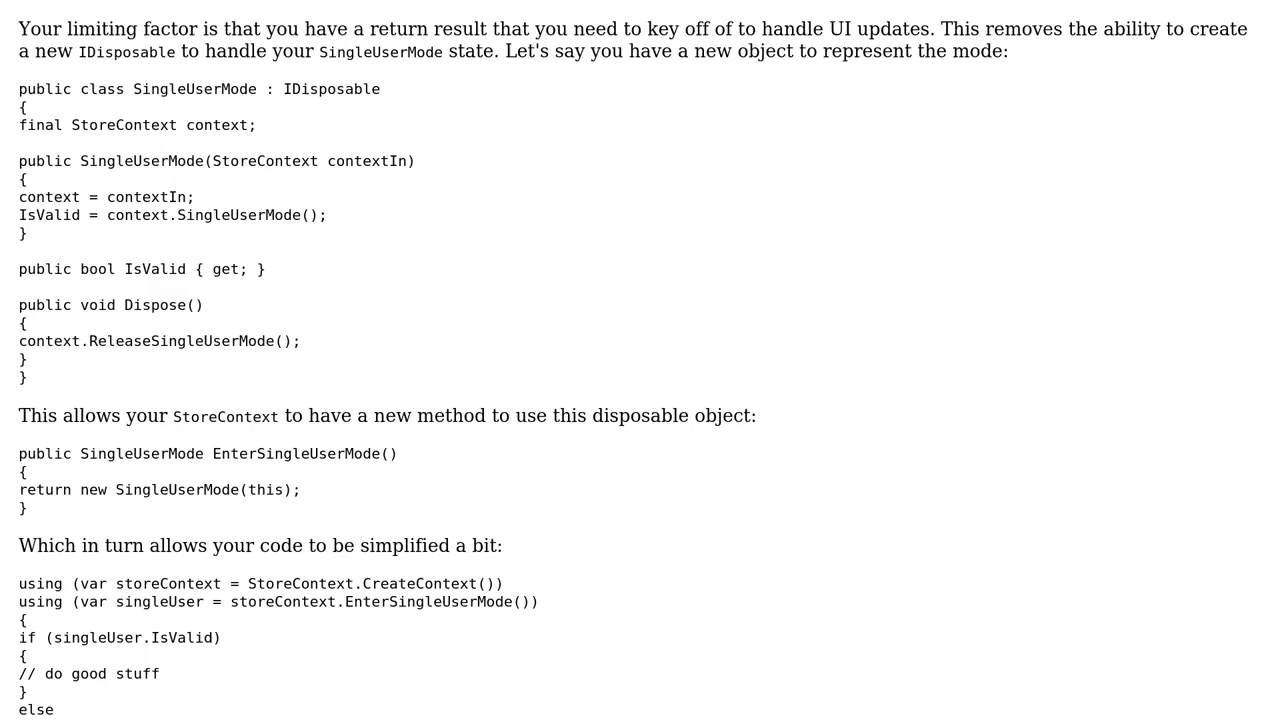 Your limiting factor is that you have a return result that you need to key off of to handle UI updates. This removes the ability to create
a new IDisposable to handle your SingleUserMode state. Let's say you have a new object to represent the mode:
public class SingleUserMode : IDisposable
{
final StoreContext context;
public SingleUserMode(StoreContext contextIn)
{
context = contextIn;
IsValid = context.SingleUserMode();
}
public bool IsValid { get; }
public void Dispose()
{
context.ReleaseSingleUserMode();
}
}
This allows your StoreContext to have a new method to use this disposable object:
public SingleUserMode EnterSingleUserMode()
{
return new SingleUserMode(this);
}
Which in turn allows your code to be simplified a bit:
using (var storeContext = StoreContext.CreateContext())
using (var singleUser = storeContext.EnterSingleUserMode())
{
if (singleUser.IsValid)
{
// do good stuff
}
else